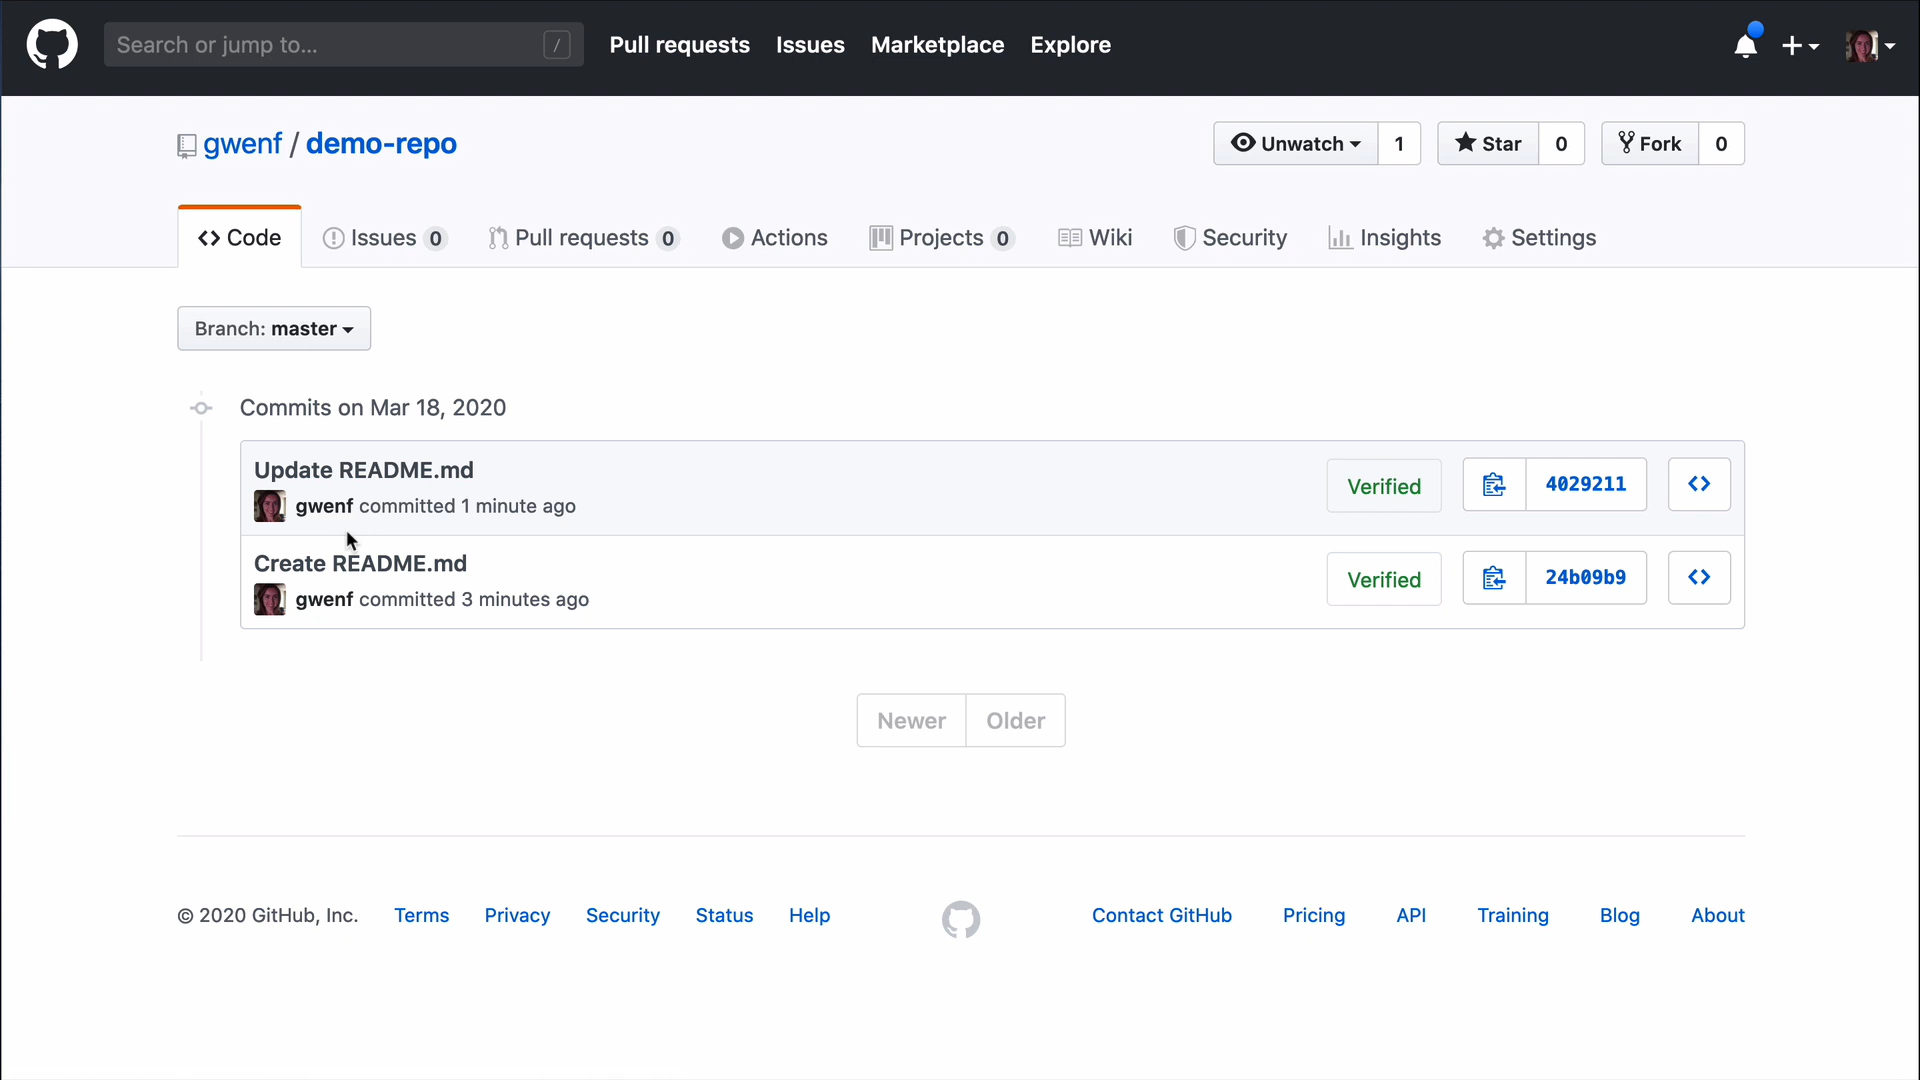 Search or jump to... /
Pull requests Issues Marketplace Explore
gwenf / demo-repo
Unwatch 1 Star 0 Fork 0
Code Issues 0 Pull requests 0 Actions Projects 0 Wiki Security Insights Settings
Branch: master
Commits on Mar 18, 2020
Update README.md
gwenf committed 1 minute ago
Verified 4029211
Create README.md
gwenf committed 3 minutes ago
Verified 24b09b9
Newer Older
© 2020 GitHub, Inc. Terms Privacy Security Status Help Contact GitHub Pricing API Training Blog About